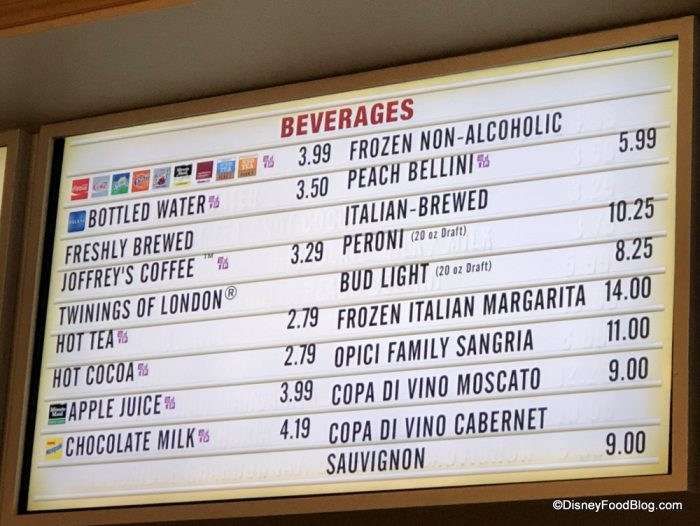 BEVERAGES
3.99
BOTTLED WATER 3.50
FRESHLY BREWED
JOFFREY'S COFFEE ™ 3.29
TWININGS OF LONDON®
HOT TEA 2.79
HOT COCOA 2.79
APPLE JUICE 3.99
CHOCOLATE MILK 4.19
FROZEN NON-ALCOHOLIC
PEACH BELLINI 5.99
ITALIAN-BREWED
PERONI (20 oz Draft) 10.25
BUD LIGHT (20 oz Draft) 8.25
FROZEN ITALIAN MARGARITA 14.00
OPICI FAMILY SANGRIA 11.00
COPA DI VINO MOSCATO 9.00
COPA DI VINO CABERNET
SAUVIGNON 9.00
©DisneyFoodBlog.com